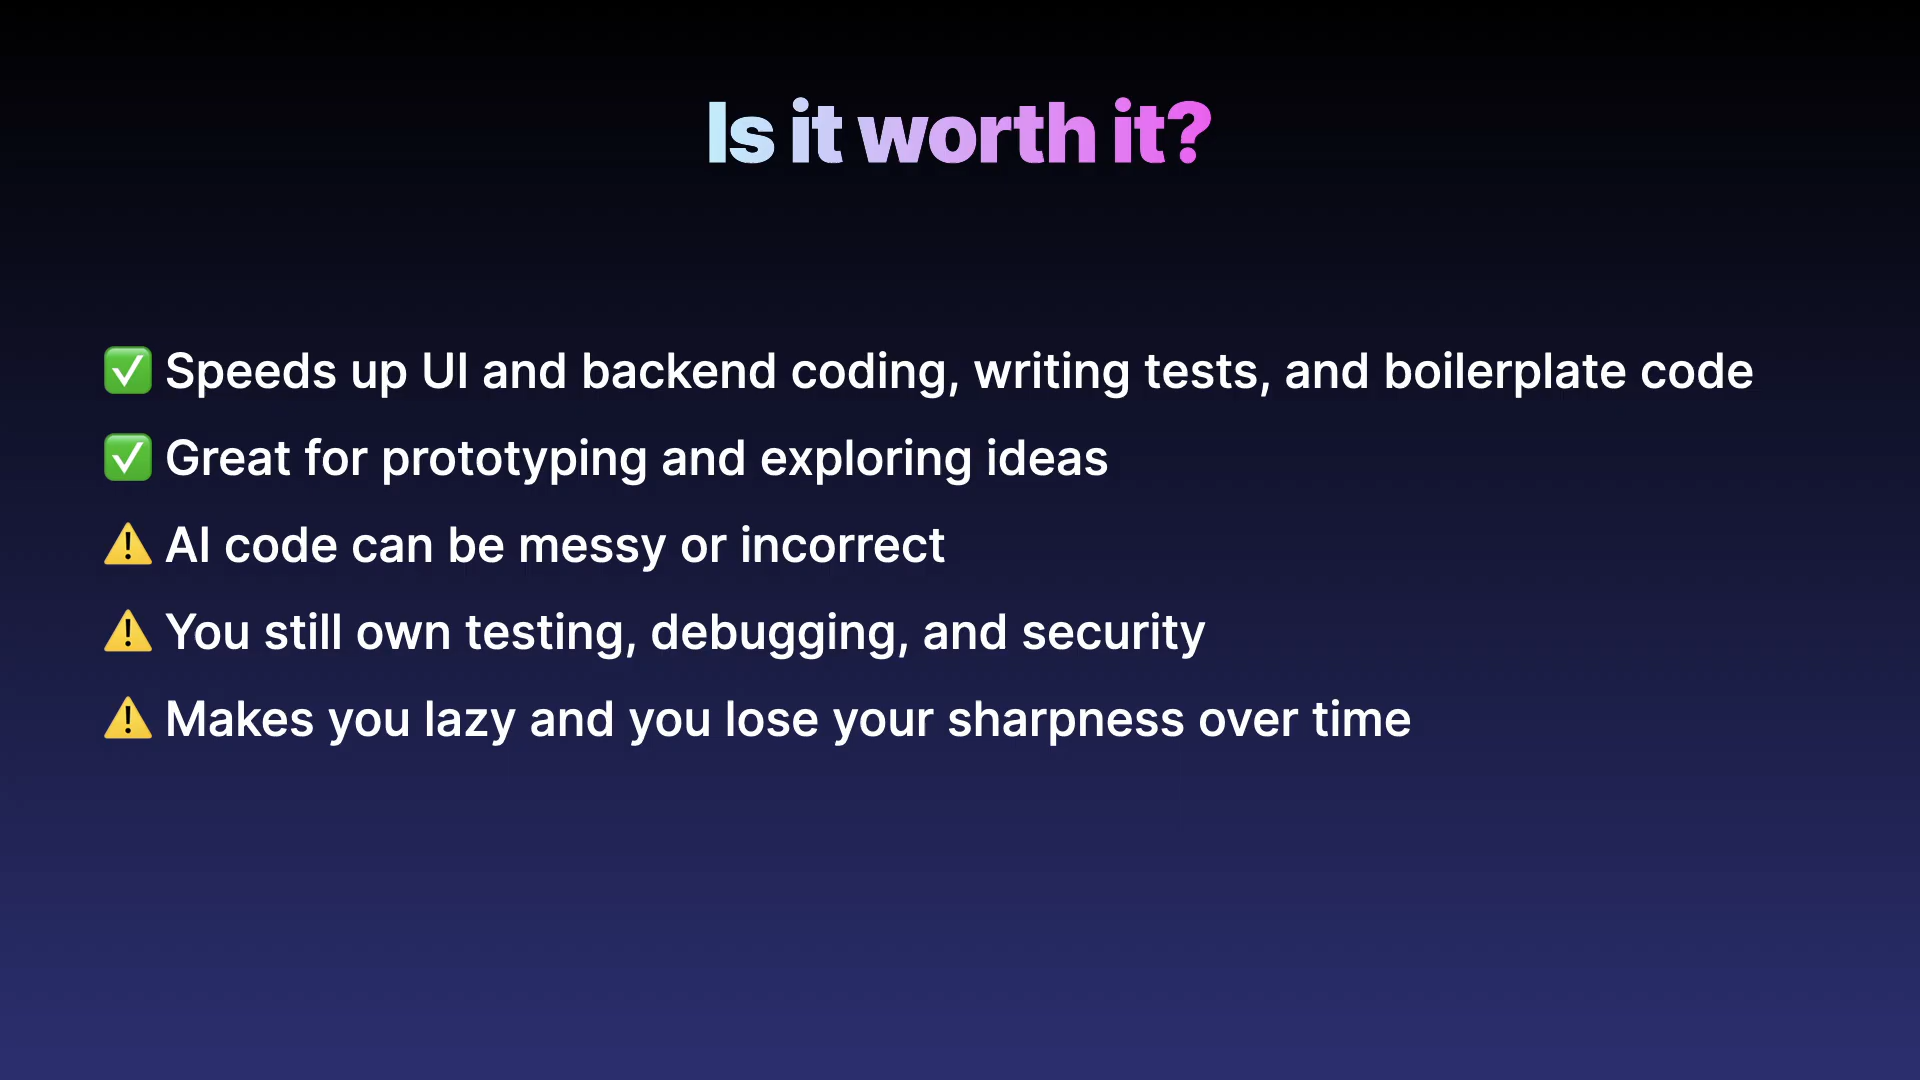 Is it worth it?
✅ Speeds up UI and backend coding, writing tests, and boilerplate code
✅ Great for prototyping and exploring ideas
⚠️ AI code can be messy or incorrect
⚠️ You still own testing, debugging, and security
⚠️ Makes you lazy and you lose your sharpness over time